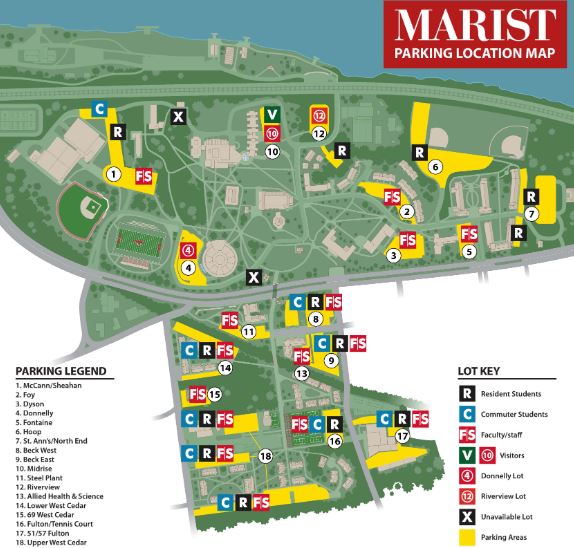 MARIST
PARKING LOCATION MAP
C
R
X
V
10
10
12
12
R
R
6
1
FS
FS
2
R
7
R
4
4
FS
3
FS
5
X
C R FS
8
FS
11
C R FS
14
C R FS
9
FS
13
FS
15
C R FS
FS C R
16
C R FS
17
C R FS
18
C R FS
PARKING LEGEND
1. McCann/Sheahan
2. Foy
3. Dyson
4. Donnelly
5. Fontaine
6. Hoop
7. St. Ann's/North End
8. Beck West
9. Beck East
10. Midrise
11. Steel Plant
12. Riverview
13. Allied Health & Science
14. Lower West Cedar
15. 69 West Cedar
16. Fulton/Tennis Court
17. 51/57 Fulton
18. Upper West Cedar
LOT KEY
R Resident Students
C Commuter Students
FS Faculty/staff
V 10 Visitors
4 Donnelly Lot
12 Riverview Lot
X Unavailable Lot
Parking Areas